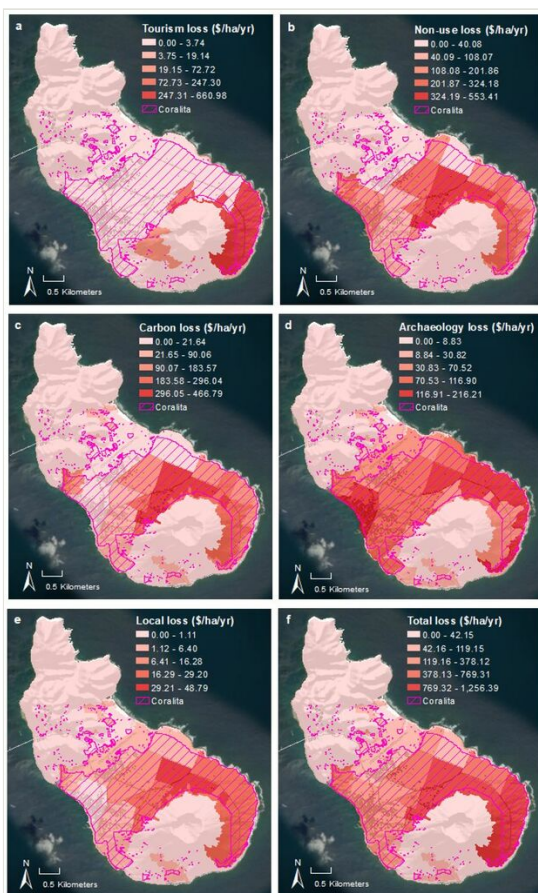 a
Tourism loss ($/ha/yr)
0.00 - 3.74
3.75 - 19.14
19.15 - 72.72
72.73 - 247.30
247.31 - 660.98
Coralita
N
0.5 Kilometers
b
Non-use loss ($/ha/yr)
0.00 - 40.08
40.09 - 108.07
108.08 - 201.86
201.87 - 324.18
324.19 - 553.41
Coralita
N
0.5 Kilometers
c
Carbon loss ($/ha/yr)
0.00 - 21.64
21.65 - 90.06
90.07 - 183.57
183.58 - 296.04
296.05 - 466.79
Coralita
N
0.5 Kilometers
d
Archaeology loss ($/ha/yr)
0.00 - 8.83
8.84 - 30.82
30.83 - 70.52
70.53 - 116.90
116.91 - 216.21
Coralita
N
0.5 Kilometers
e
Local loss ($/ha/yr)
0.00 - 1.11
1.12 - 6.40
6.41 - 16.28
16.29 - 29.20
29.21 - 48.79
Coralita
N
0.5 Kilometers
f
Total loss ($/ha/yr)
0.00 - 42.15
42.16 - 119.15
119.16 - 378.12
378.13 - 769.31
769.32 - 1,256.39
Coralita
N
0.5 Kilometers